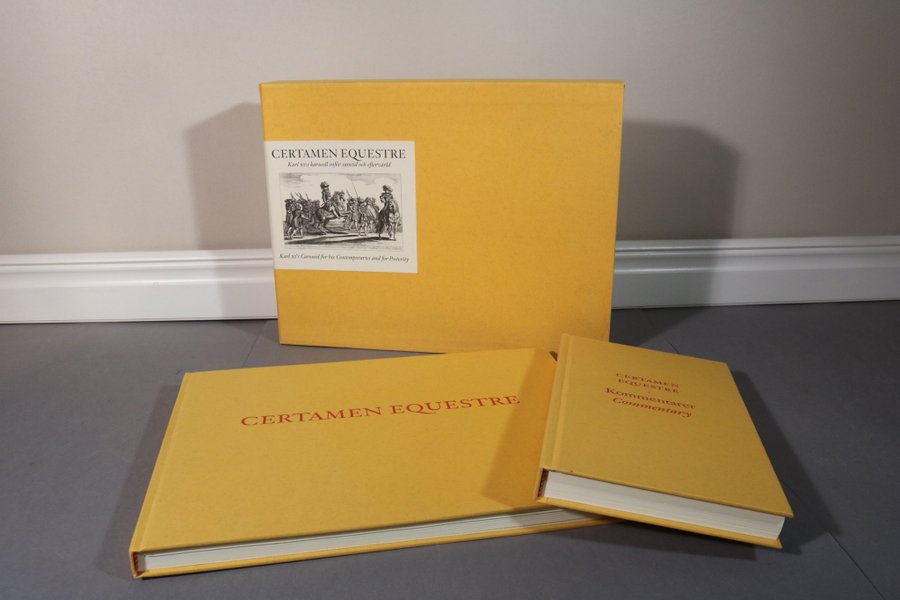 CERTAMEN EQUESTRE
Karl XI:s karusell inför samtid och eftervärld
Karl XI's Carousel for his Contemporaries and for Posterity
CERTAMEN EQUESTRE
CERTAMEN
EQUESTRE
Kommentarer
Commentary